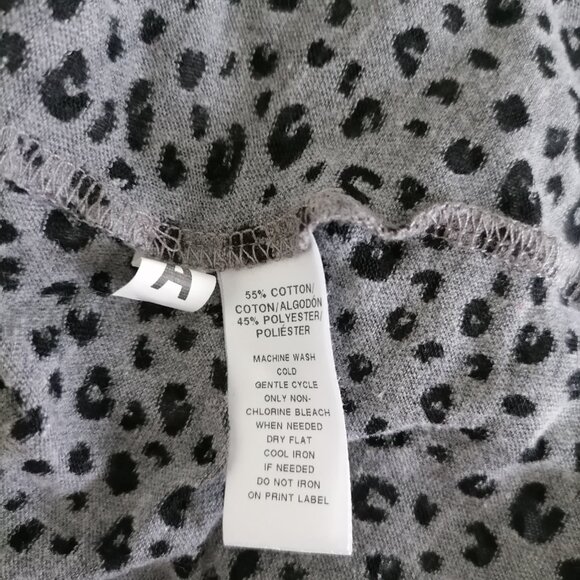 55% COTTON/
COTON/ALGODÓN
45% POLYESTER/
POLIÉSTER
MACHINE WASH
COLD
GENTLE CYCLE
ONLY NON-
CHLORINE BLEACH
WHEN NEEDED
DRY FLAT
COOL IRON
IF NEEDED
DO NOT IRON
ON PRINT LABEL